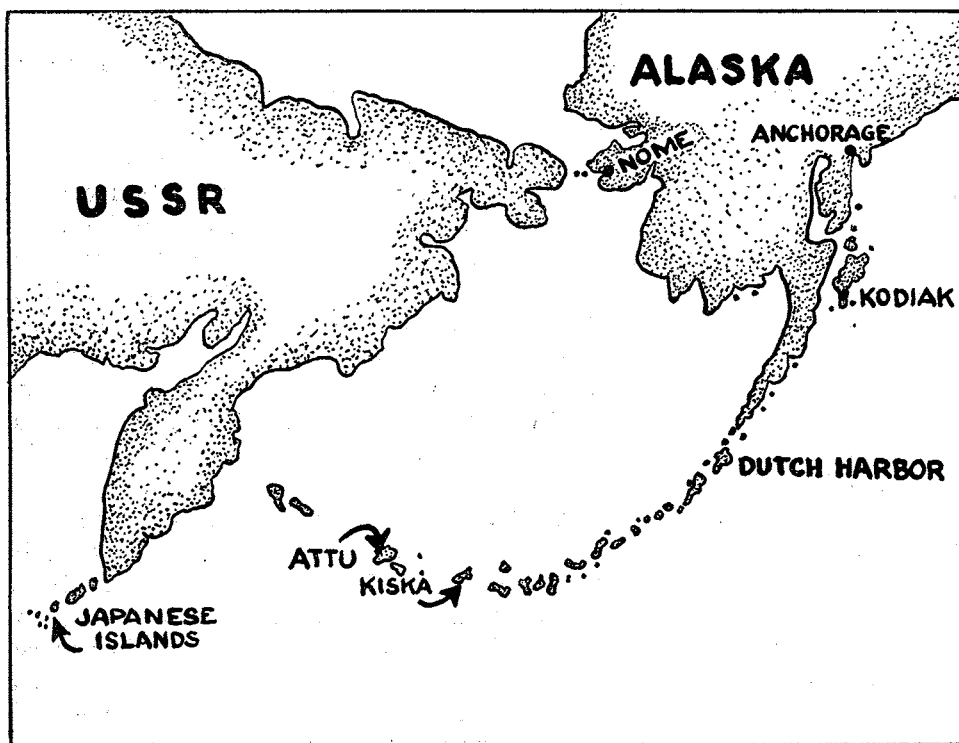 ALASKA
ANCHORAGE
NOME
USSR
KODIAK
DUTCH HARBOR
ATTU
KISKA
JAPANESE
ISLANDS